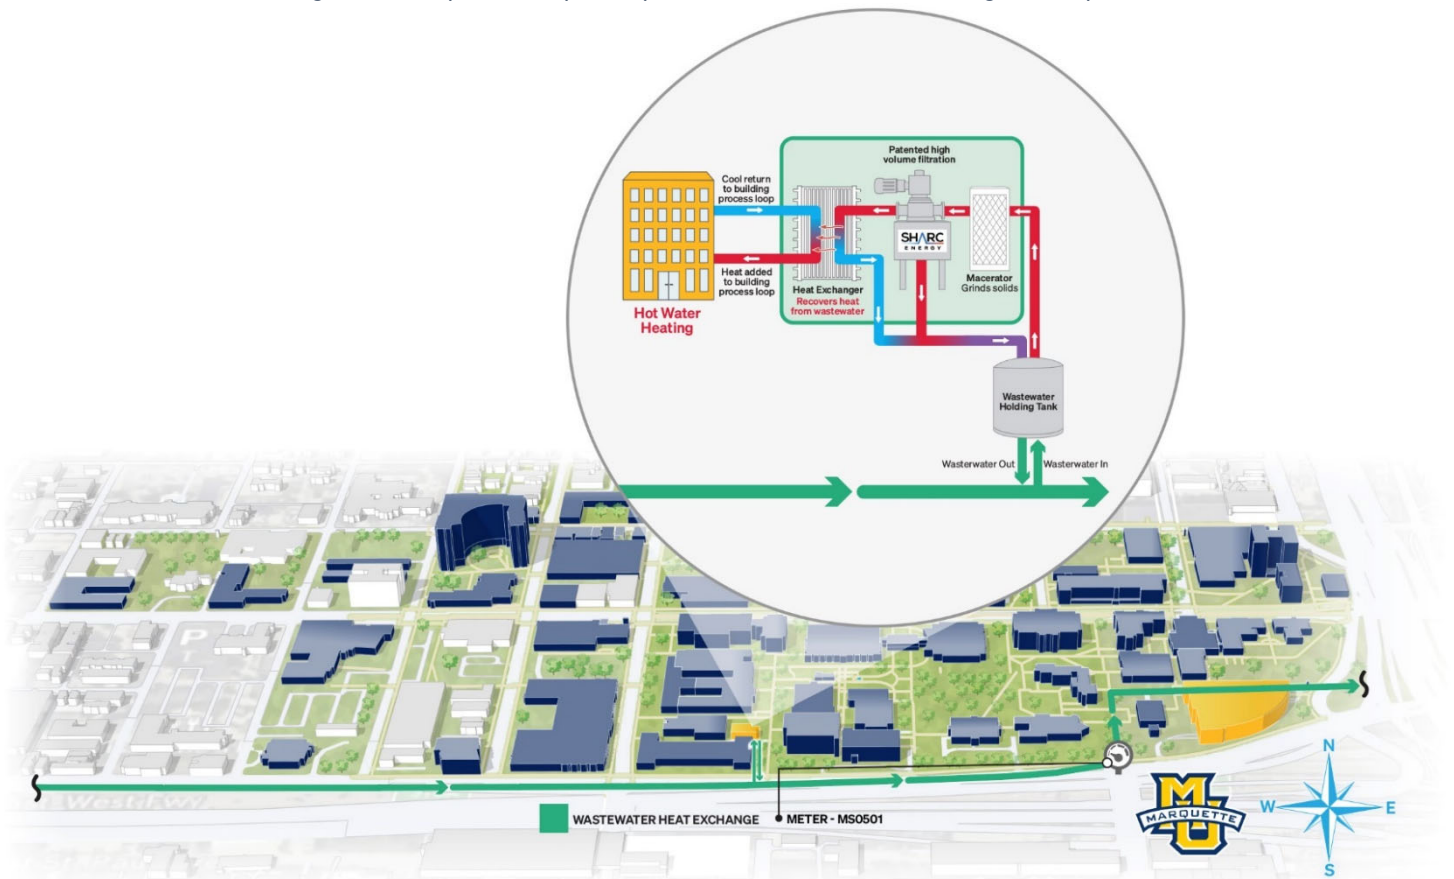 Patented high
volume filtration
Cool return
to building
process loop
SHARC
ENERGY
Heat added
to building
process loop
Heat Exchanger
Recovers heat
from wastewater
Macerator
Grinds solids
Hot Water
Heating
Wastewater
Holding Tank
Wasterwater Out
Wasterwater In
P
WASTEWATER HEAT EXCHANGE
METER - MS0501
MU
MARQUETTE
N
W
E
S